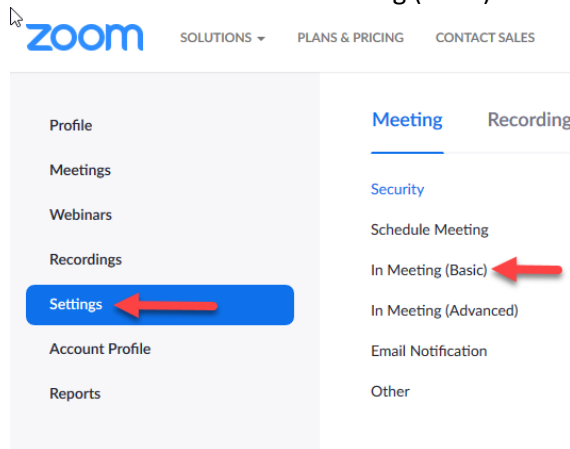 zoom SOLUTIONS PLANS & PRICING CONTACT SALES
Profile
Meetings
Webinars
Recordings
Settings
Account Profile
Reports
Meeting Recording
Security
Schedule Meeting
In Meeting (Basic)
In Meeting (Advanced)
Email Notification
Other